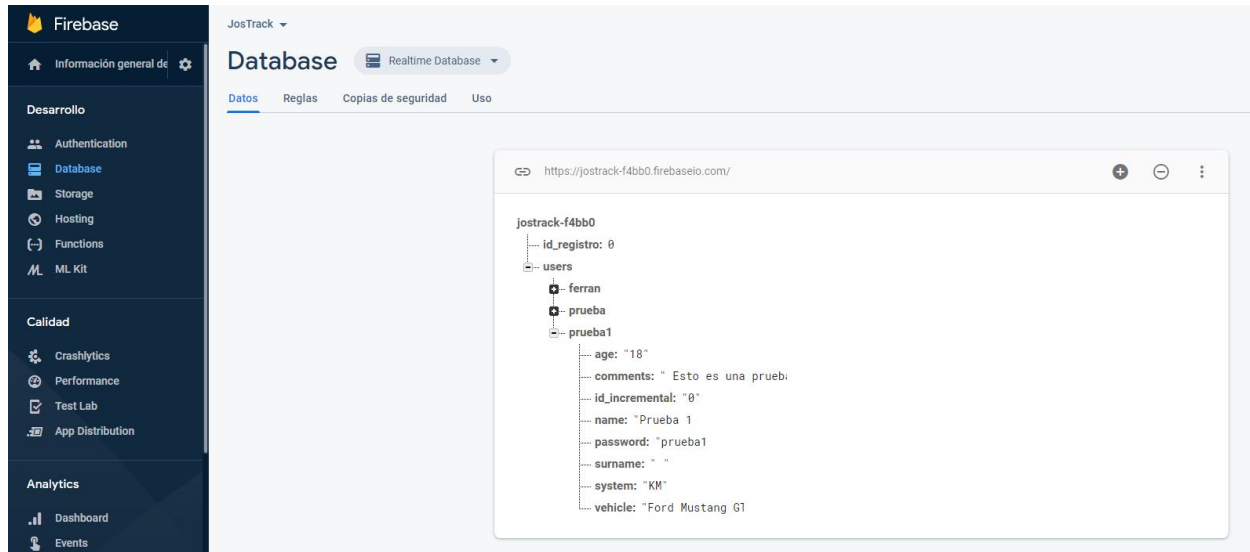 Firebase
Información general de
Desarrollo
Authentication
Database
Storage
Hosting
Functions
ML Kit
Calidad
Crashlytics
Performance
Test Lab
App Distribution
Analytics
Dashboard
Events
JosTrack
Database
Realtime Database
Datos Reglas Copias de seguridad Uso
https://jostrack-f4bb0.firebaseio.com/
jostrack-f4bb0
id_registro: 0
users
ferran
prueba
prueba1
age: "18"
comments: " Esto es una prueba
id_incremental: "0"
name: "Prueba 1
password: "prueba1
surname: " "
system: "KM"
vehicle: "Ford Mustang GT